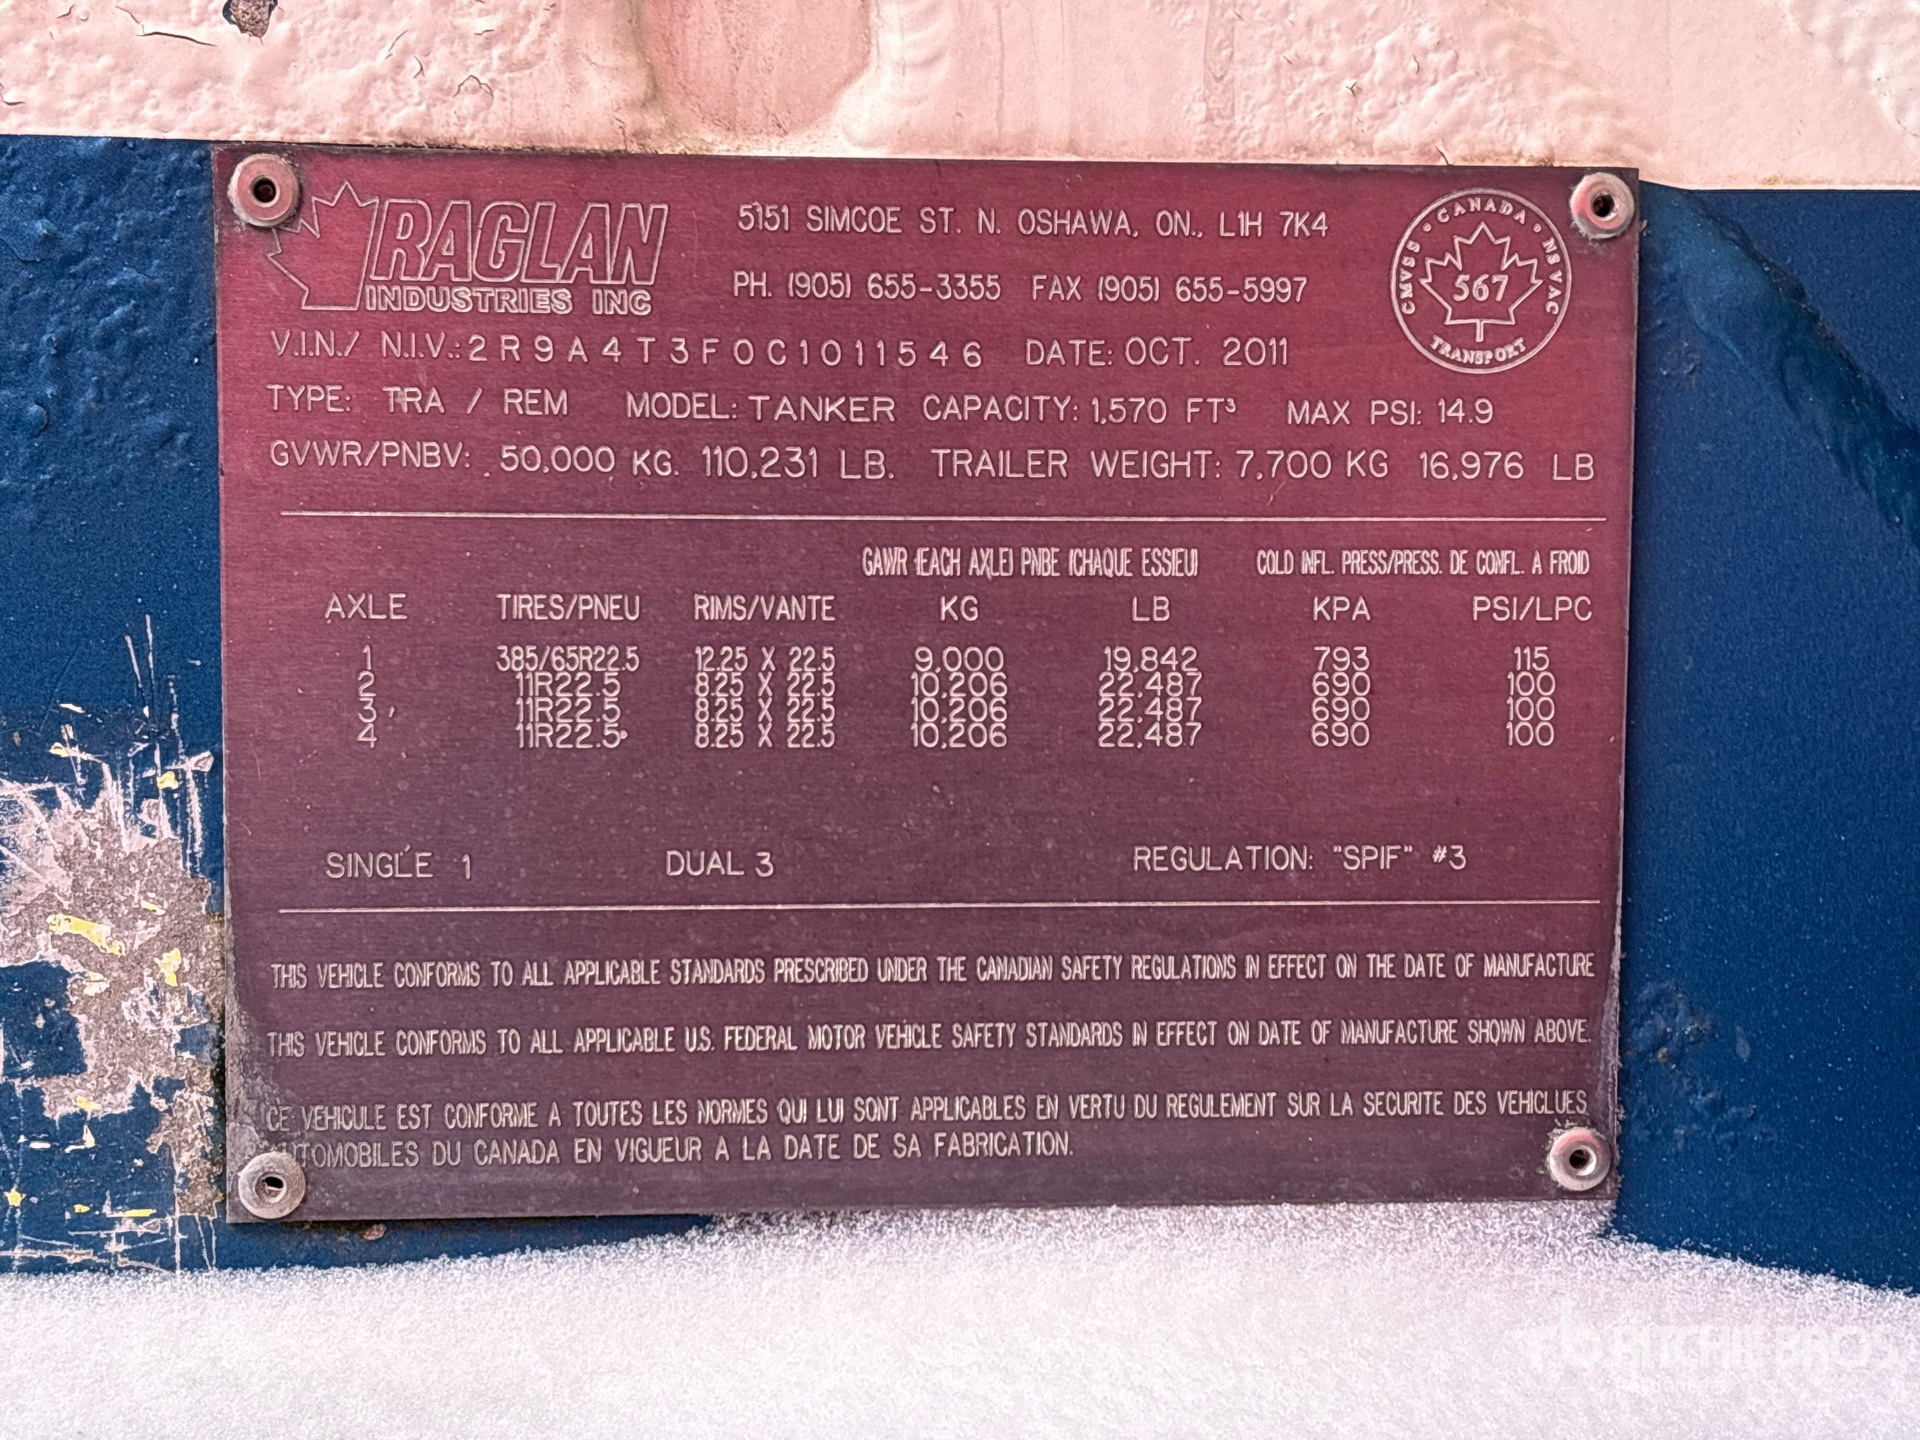 RAGLAN
INDUSTRIES INC
5151 SIMCOE ST. N. OSHAWA, ON., L1H 7K4
PH. (905) 655-3355 FAX (905) 655-5997
CANADA · NSVAC TRANSPORT CMVSS ·
567
V.I.N./ N.I.V.: 2R9A4T3F0C1011546 DATE: OCT. 2011
TYPE: TRA / REM MODEL: TANKER CAPACITY: 1,570 FT³ MAX PSI: 14.9
GVWR/PNBV: 50,000 KG. 110,231 LB. TRAILER WEIGHT: 7,700 KG 16,976 LB
GAWR (EACH AXLE) PNBE (CHAQUE ESSIEU) COLD INFL. PRESS/PRESS. DE CONFL. A FROID
AXLE TIRES/PNEU RIMS/VANTE KG LB KPA PSI/LPC
1 385/65R22.5 12.25 X 22.5 9,000 19,842 793 115
2 11R22.5 8.25 X 22.5 10,206 22,487 690 100
3 11R22.5 8.25 X 22.5 10,206 22,487 690 100
4 11R22.5 8.25 X 22.5 10,206 22,487 690 100
SINGLE 1 DUAL 3 REGULATION: "SPIF" #3
THIS VEHICLE CONFORMS TO ALL APPLICABLE STANDARDS PRESCRIBED UNDER THE CANADIAN SAFETY REGULATIONS IN EFFECT ON THE DATE OF MANUFACTURE
THIS VEHICLE CONFORMS TO ALL APPLICABLE U.S. FEDERAL MOTOR VEHICLE SAFETY STANDARDS IN EFFECT ON DATE OF MANUFACTURE SHOWN ABOVE.
CE VEHICULE EST CONFORME A TOUTES LES NORMES QUI LUI SONT APPLICABLES EN VERTU DU REGULEMENT SUR LA SECURITE DES VEHICLUES
AUTOMOBILES DU CANADA EN VIGUEUR A LA DATE DE SA FABRICATION.
RITCHIE BROS.